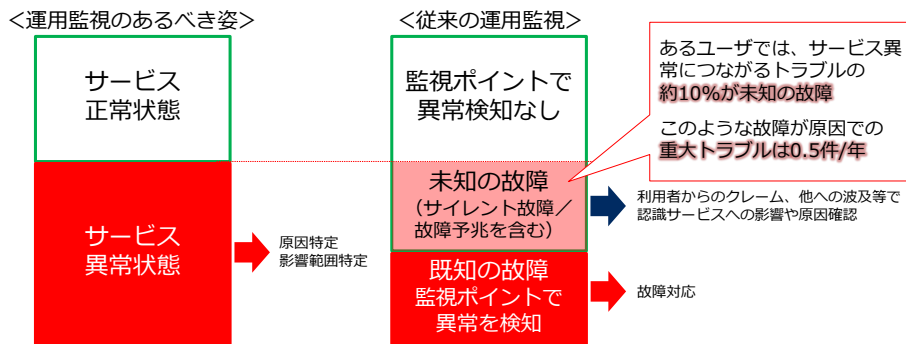 ＜運用監視のあるべき姿＞
サービス
正常状態
サービス
異常状態
原因特定
影響範囲特定
＜従来の運用監視＞
監視ポイントで
異常検知なし
未知の故障
（サイレント故障／
故障予兆を含む）
既知の故障
監視ポイントで
異常を検知
あるユーザでは、サービス異
常につながるトラブルの
約10%が未知の故障
このような故障が原因での
重大トラブルは0.5件/年
利用者からのクレーム、他への波及等で
認識サービスへの影響や原因確認
故障対応